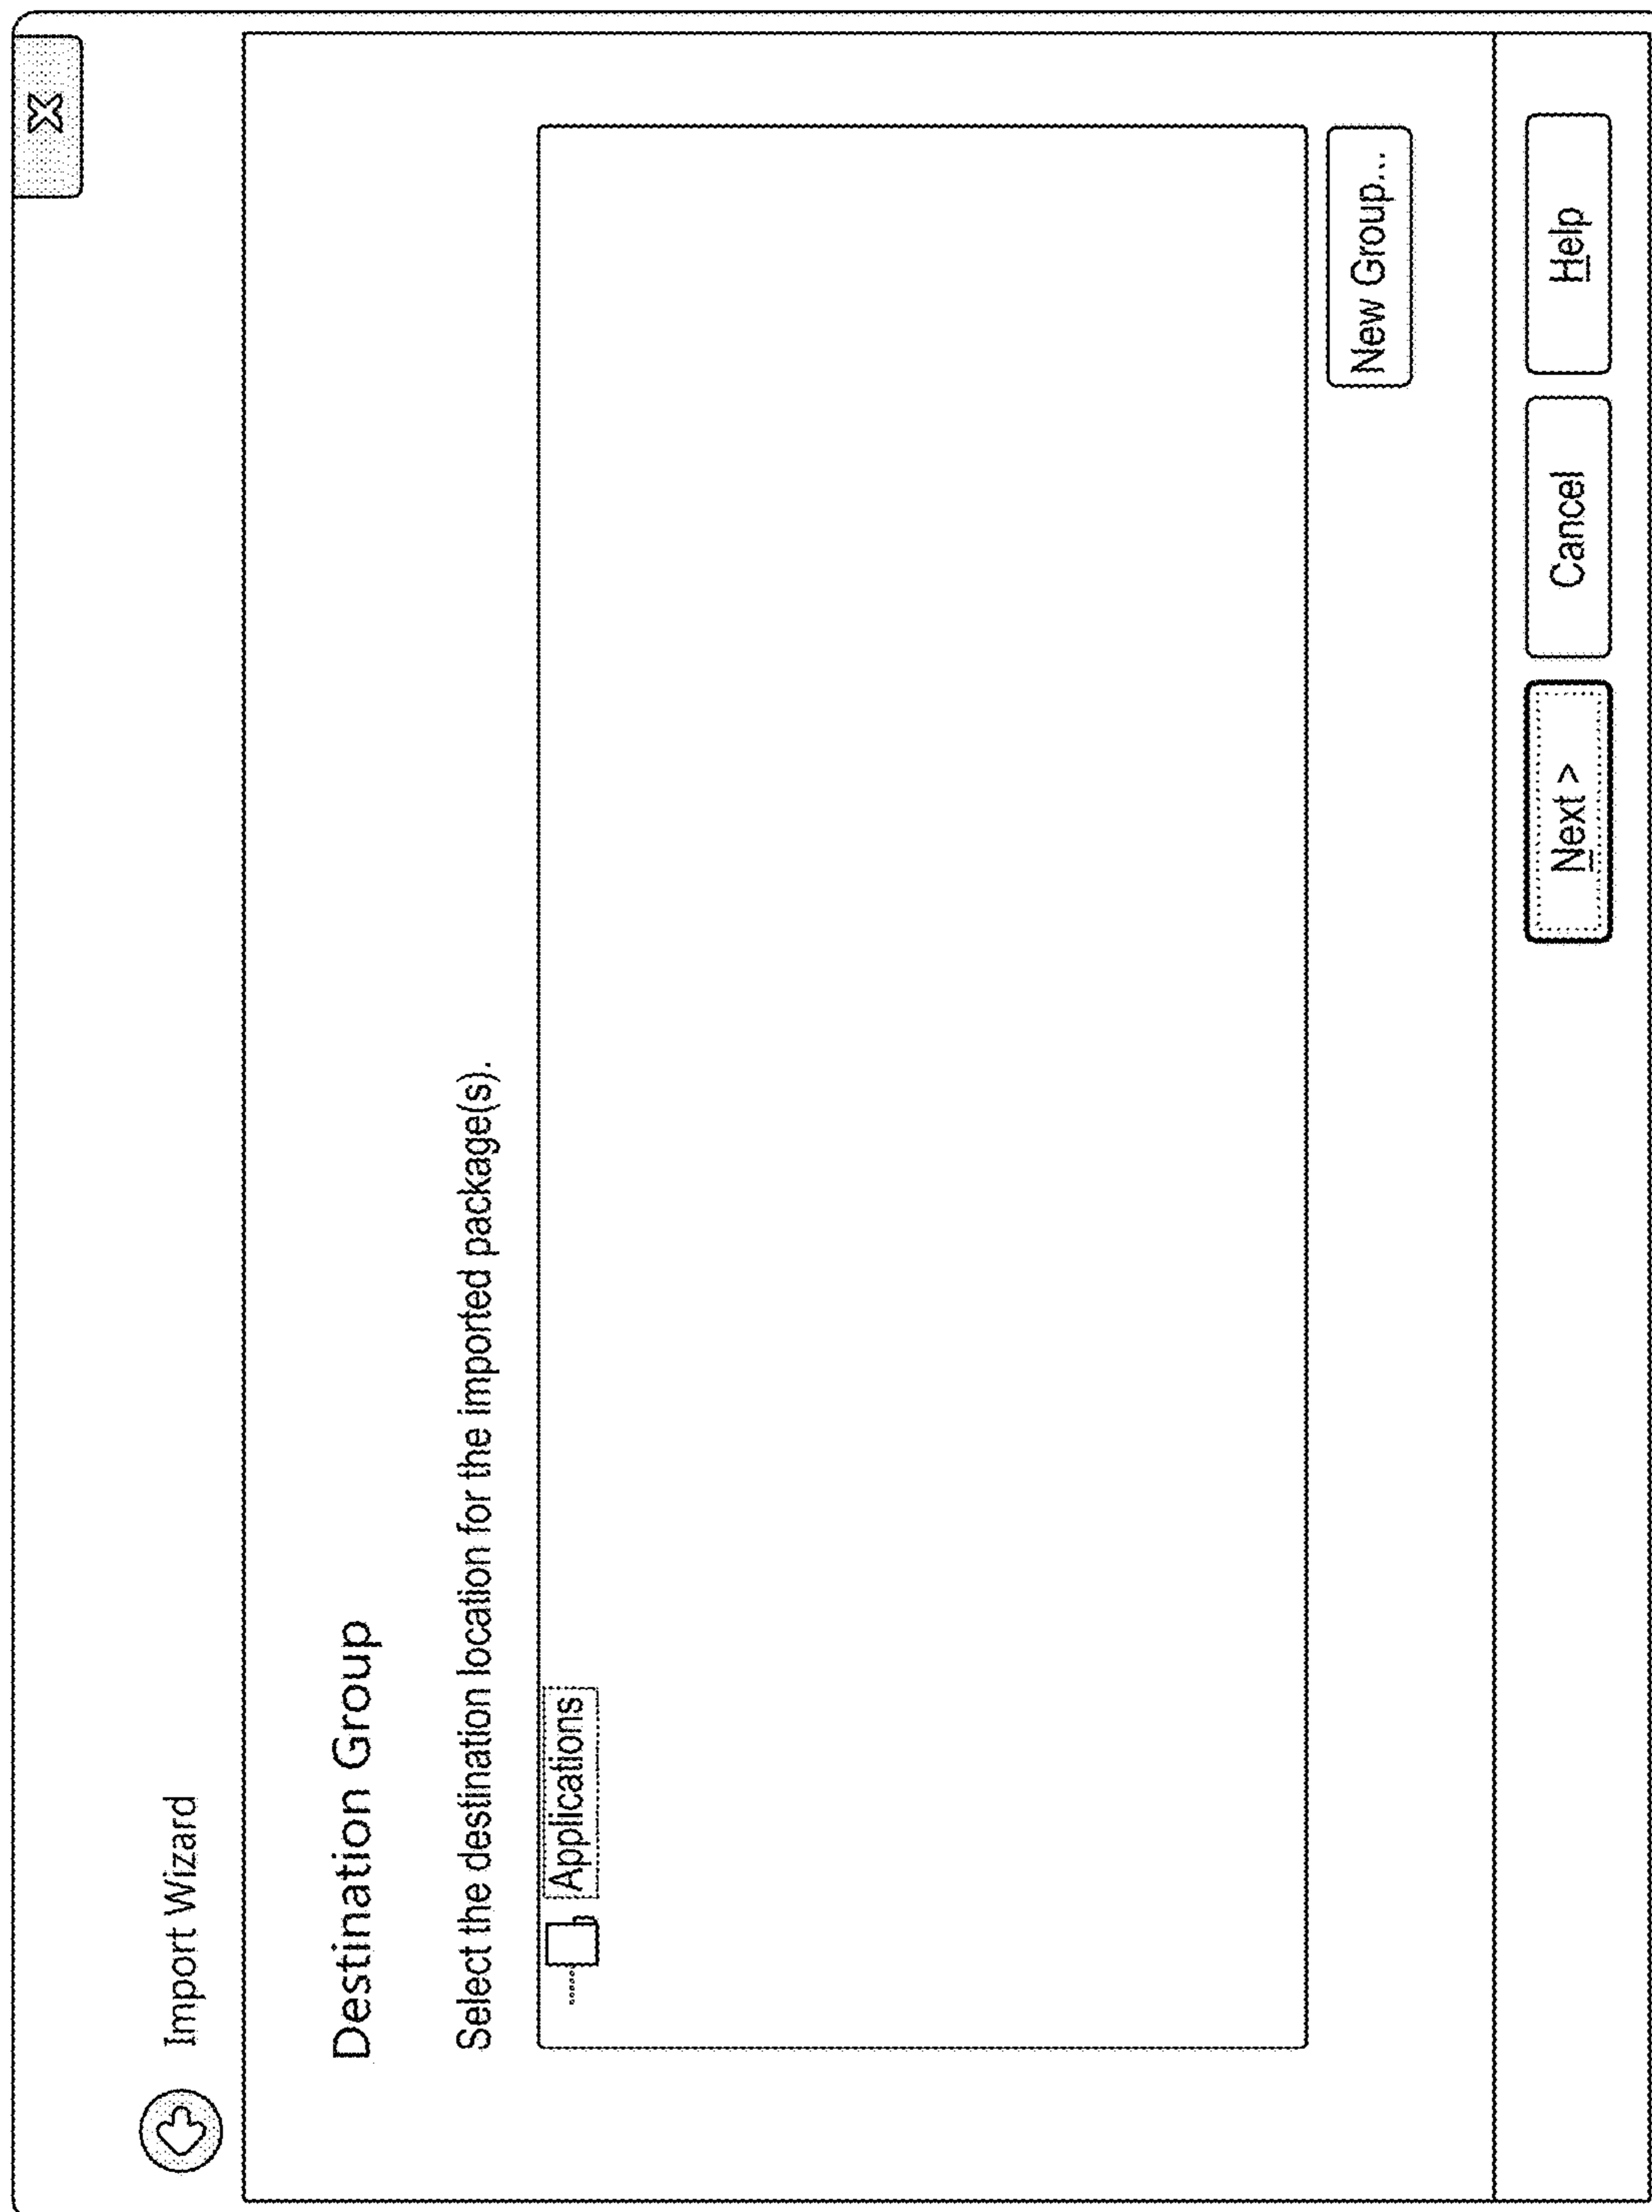 Import Wizard
Destination Group
Select the destination location for the imported package(s).
Applications
New Group...
Next >
Cancel
Help